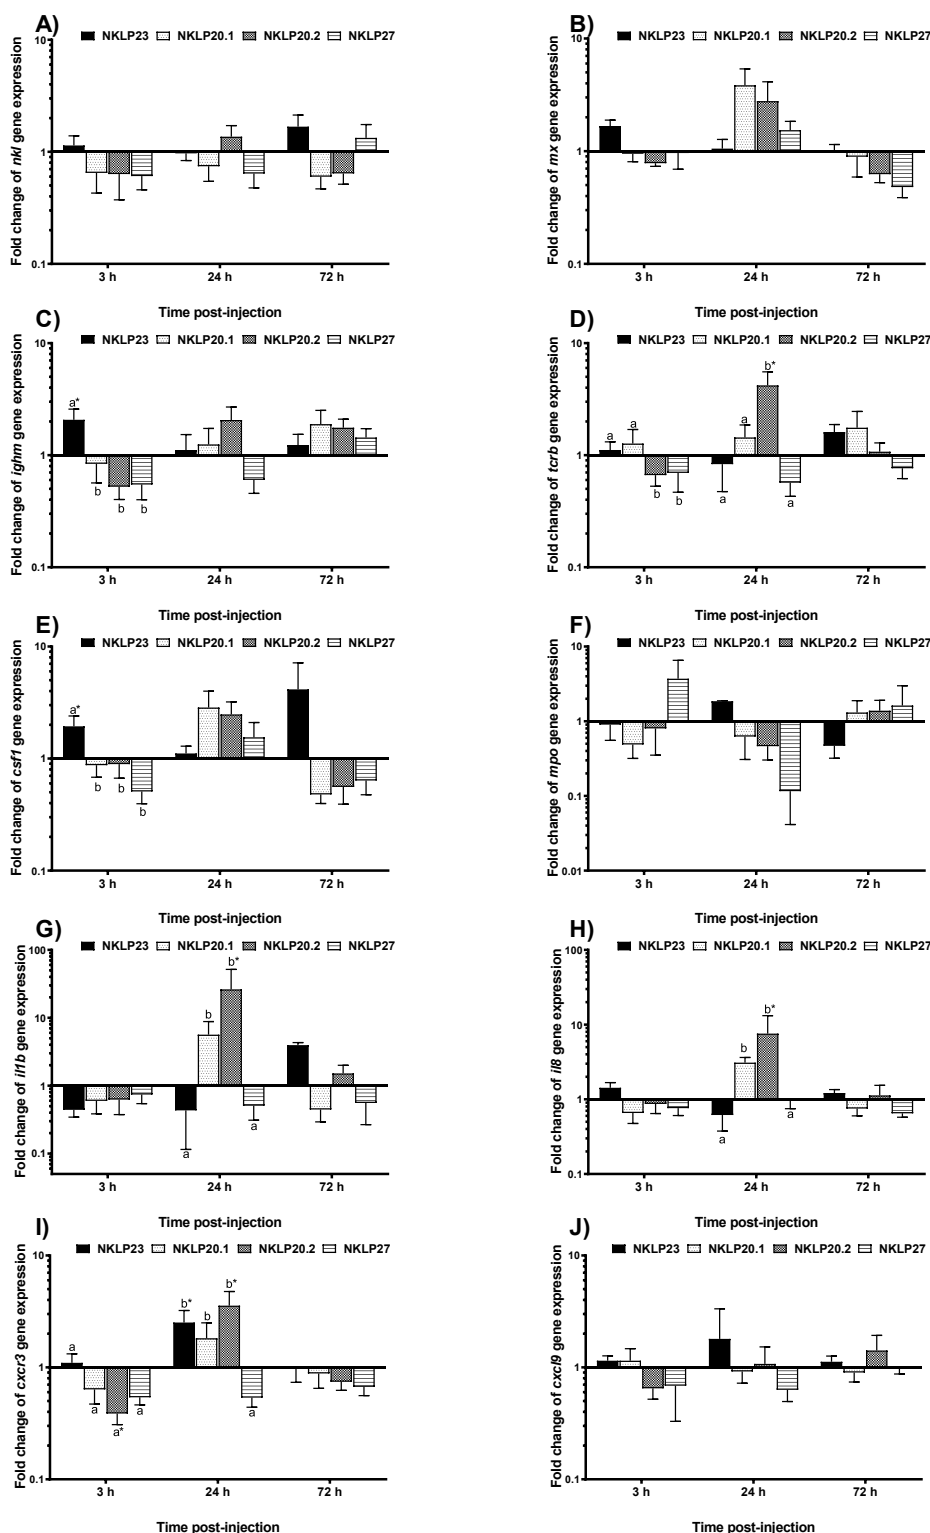 A)
NKLP23 NKLP20.1 NKLP20.2 NKLP27
Fold change of nkl gene expression
10
1
0.1
3 h 24 h 72 h
Time post-injection
B)
NKLP23 NKLP20.1 NKLP20.2 NKLP27
Fold change of mx gene expression
10
1
0.1
3 h 24 h 72 h
Time post-injection
C)
NKLP23 NKLP20.1 NKLP20.2 NKLP27
Fold change of ighm gene expression
10
a*
1
b b b
0.1
3 h 24 h 72 h
Time post-injection
D)
NKLP23 NKLP20.1 NKLP20.2 NKLP27
Fold change of tcrb gene expression
10
b*
a a a
1
b b a a
0.1
3 h 24 h 72 h
Time post-injection
E)
NKLP23 NKLP20.1 NKLP20.2 NKLP27
Fold change of csf1 gene expression
10
a*
1
b b b
0.1
3 h 24 h 72 h
Time post-injection
F)
NKLP23 NKLP20.1 NKLP20.2 NKLP27
Fold change of mpo gene expression
10
1
0.1
0.01
3 h 24 h 72 h
Time post-injection
G)
NKLP23 NKLP20.1 NKLP20.2 NKLP27
Fold change of il1b gene expression
100
b*
10
b
1
a a
0.1
3 h 24 h 72 h
Time post-injection
H)
NKLP23 NKLP20.1 NKLP20.2 NKLP27
Fold change of il8 gene expression
100
b*
10
b
1
a a
0.1
3 h 24 h 72 h
Time post-injection
I)
NKLP23 NKLP20.1 NKLP20.2 NKLP27
Fold change of cxcr3 gene expression
10
b* b b*
a
1
a a* a a
0.1
3 h 24 h 72 h
Time post-injection
J)
NKLP23 NKLP20.1 NKLP20.2 NKLP27
Fold change of cxcl9 gene expression
10
1
0.1
3 h 24 h 72 h
Time post-injection